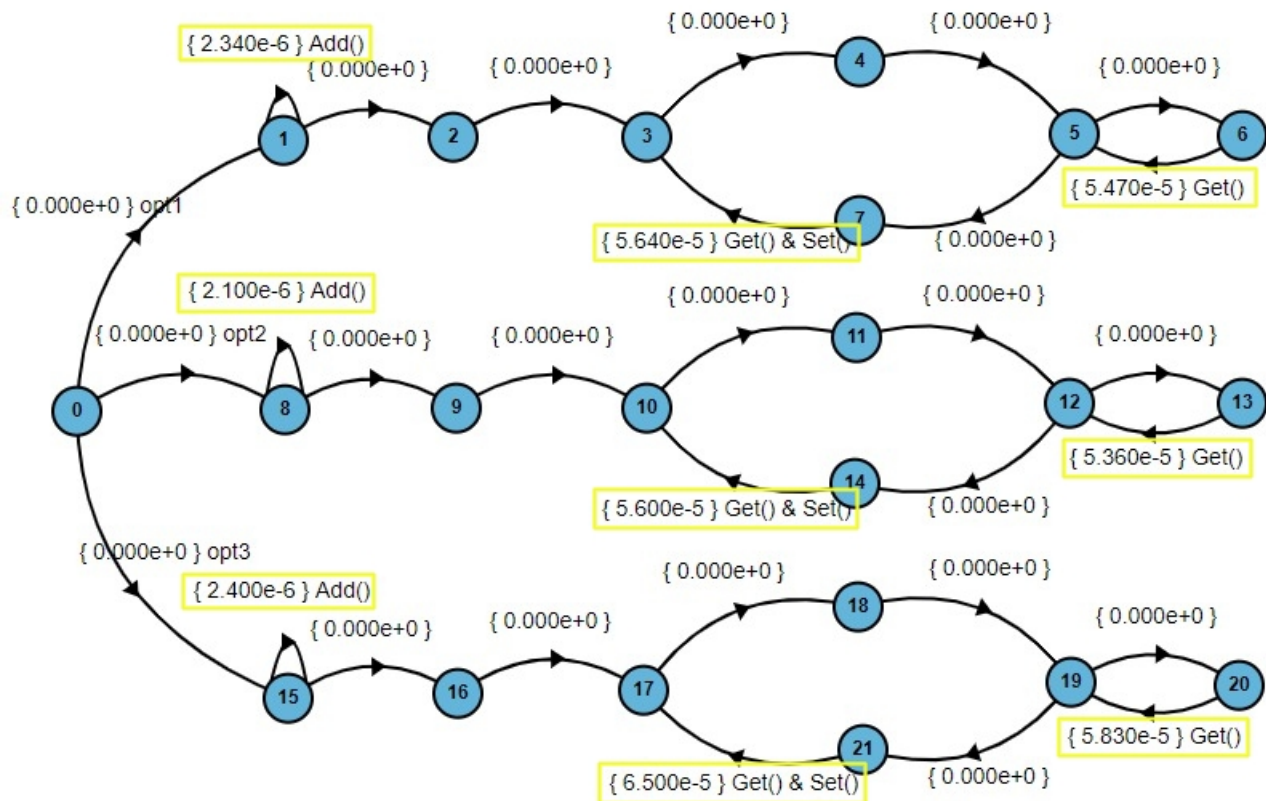 { 0.000e+0 }
{ 0.000e+0 }
{ 2.340e-6 } Add()
{ 0.000e+0 }
{ 0.000e+0 }
{ 0.000e+0 }
4
1
2
3
5
6
{ 5.470e-5 } Get()
{ 0.000e+0 } opt1
7
{ 5.640e-5 } Get() & Set()
{ 0.000e+0 }
{ 2.100e-6 } Add()
{ 0.000e+0 }
{ 0.000e+0 }
{ 0.000e+0 } opt2
{ 0.000e+0 }
{ 0.000e+0 }
{ 0.000e+0 }
11
0
8
9
10
12
13
{ 5.360e-5 } Get()
14
{ 5.600e-5 } Get() & Set()
{ 0.000e+0 }
{ 0.000e+0 } opt3
{ 2.400e-6 } Add()
{ 0.000e+0 }
{ 0.000e+0 }
{ 0.000e+0 }
{ 0.000e+0 }
{ 0.000e+0 }
18
15
16
17
19
20
{ 5.830e-5 } Get()
21
{ 6.500e-5 } Get() & Set()
{ 0.000e+0 }